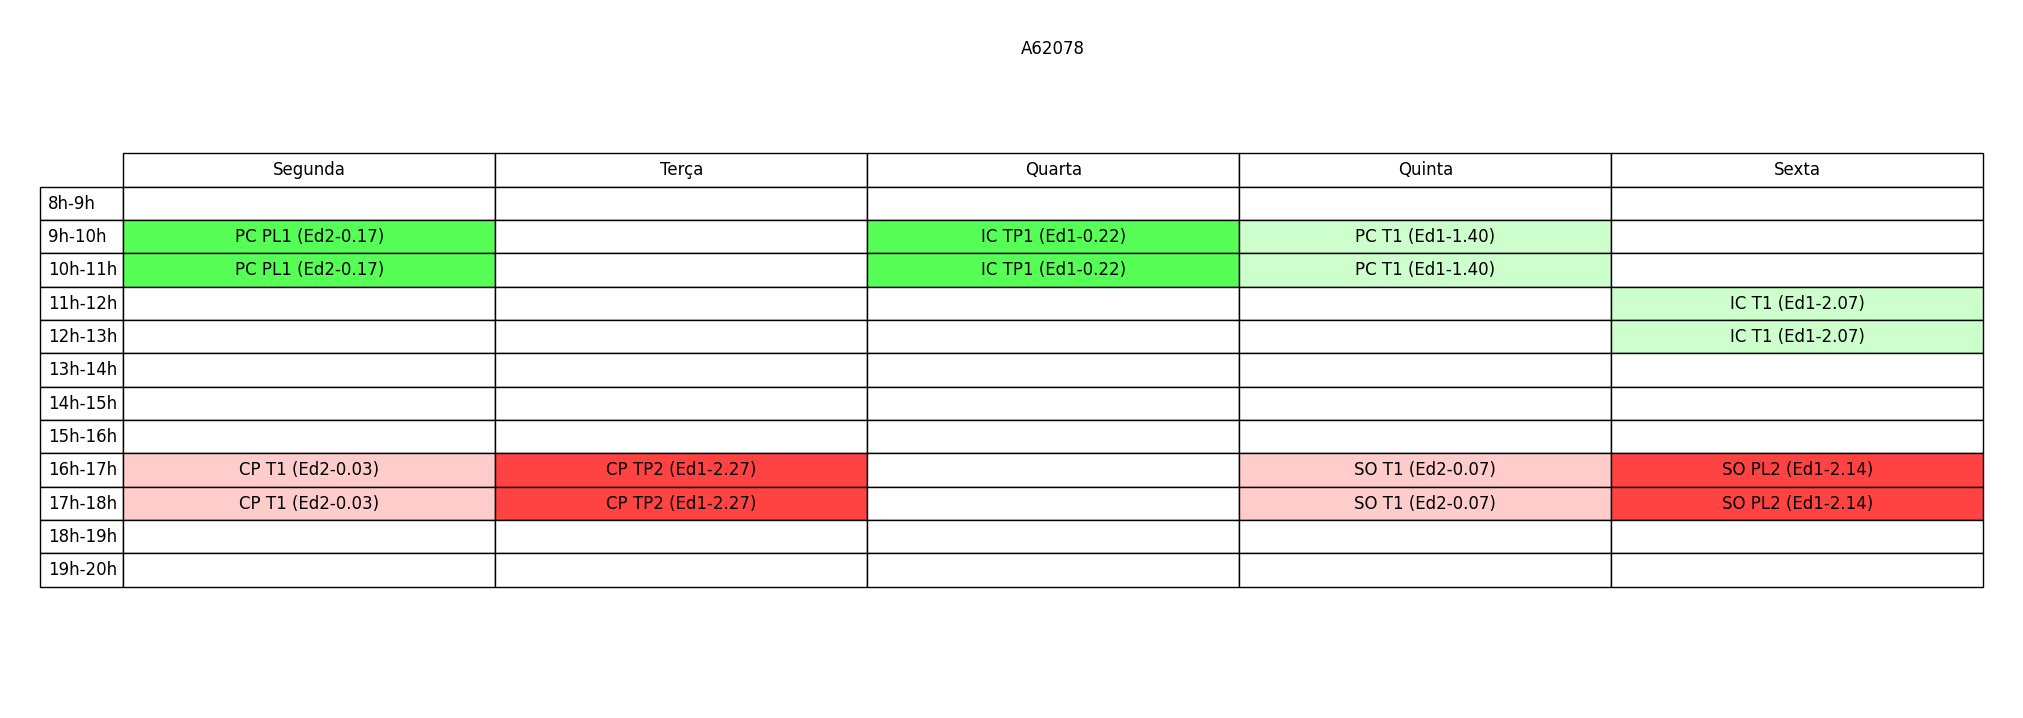 A62078
Segunda Terça Quarta Quinta Sexta
8h-9h
9h-10h PC PL1 (Ed2-0.17) IC TP1 (Ed1-0.22) PC T1 (Ed1-1.40)
10h-11h PC PL1 (Ed2-0.17) IC TP1 (Ed1-0.22) PC T1 (Ed1-1.40)
11h-12h IC T1 (Ed1-2.07)
12h-13h IC T1 (Ed1-2.07)
13h-14h
14h-15h
15h-16h
16h-17h CP T1 (Ed2-0.03) CP TP2 (Ed1-2.27) SO T1 (Ed2-0.07) SO PL2 (Ed1-2.14)
17h-18h CP T1 (Ed2-0.03) CP TP2 (Ed1-2.27) SO T1 (Ed2-0.07) SO PL2 (Ed1-2.14)
18h-19h
19h-20h